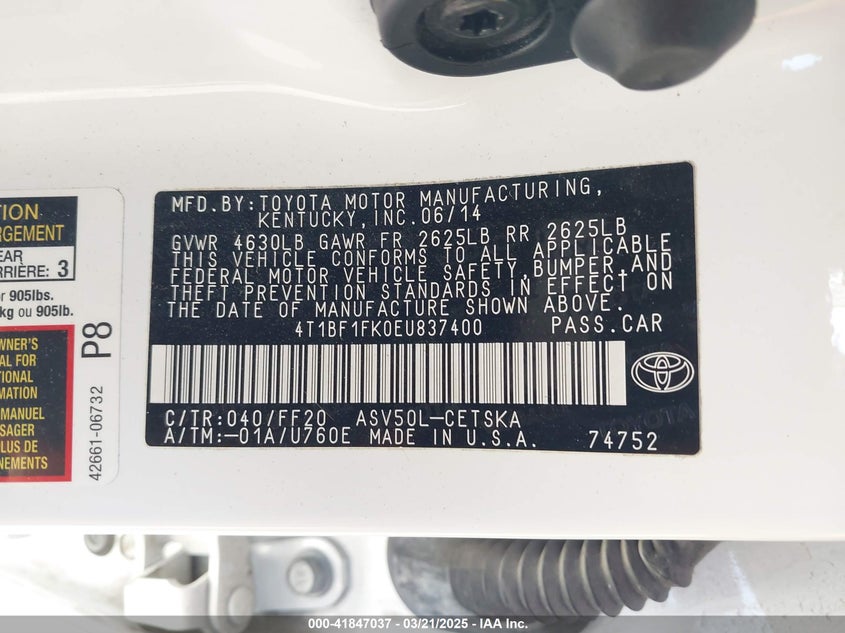 TION
RGEMENT
EAR
RRIÈRE: 3
r 905lbs.
kg ou 905lb.
OWNER'S
AL FOR
TIONAL
RMATION
MANUEL
SAGER
PLUS DE
NEMENTS
P8
42661-06732
MFD.BY:TOYOTA MOTOR MANUFACTURING,
KENTUCKY,INC.06/14
GVWR 4630LB GAWR FR 2625LB RR 2625LB
THIS VEHICLE CONFORMS TO ALL APPLICABLE
FEDERAL MOTOR VEHICLE SAFETY,BUMPER,AND
THEFT PREVENTION STANDARDS IN EFFECT ON
THE DATE OF MANUFACTURE SHOWN ABOVE.
4T1BF1FK0EU837400 PASS.CAR
C/TR:040/FF20 ASV50L-CETSKA
A/TM:-01A/U760E MADE IN U.S.A. 74752
TOYOTA
000-41847037 - 03/21/2025 - IAA Inc.